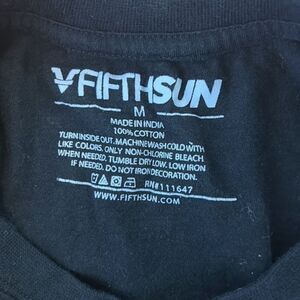 FIFTHSUN
M
MADE IN INDIA
100% COTTON
TURN INSIDE OUT. MACHINE WASH COLD WITH
LIKE COLORS. ONLY NON-CHLORINE BLEACH
WHEN NEEDED. TUMBLE DRY LOW. LOW IRON
IF NEEDED. DO NOT IRON DECORATION.
RN# 111647
WWW.FIFTHSUN.COM